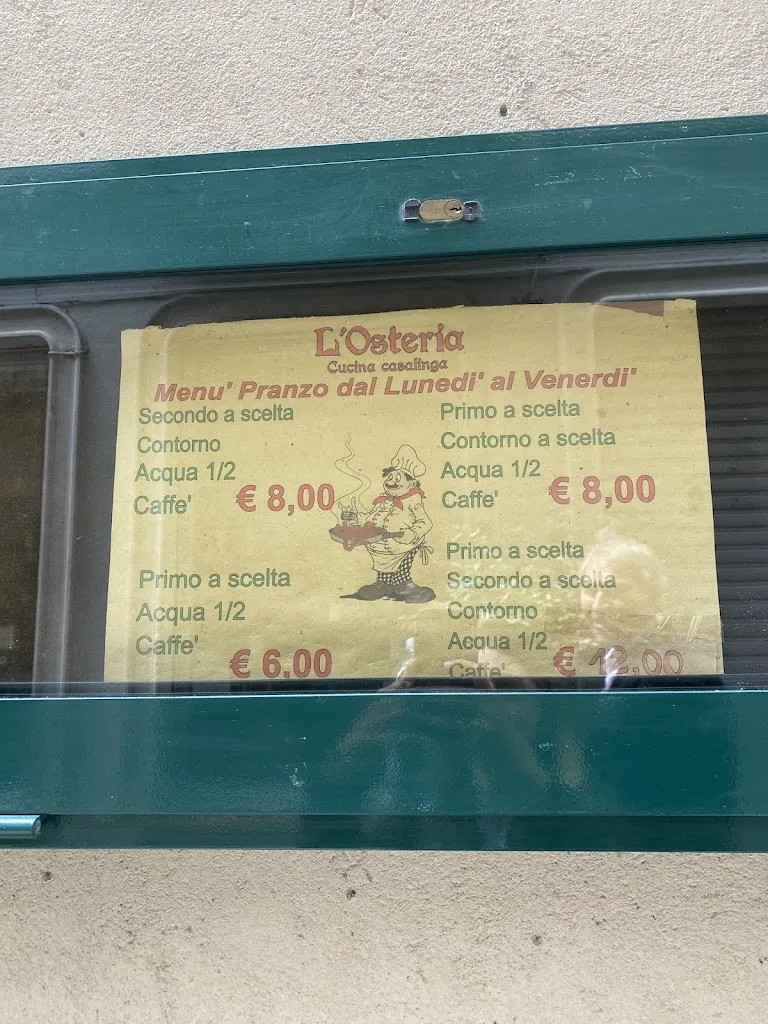 L'Osteria
Cucina casalinga
Menu' Pranzo dal Lunedi' al Venerdi'
Secondo a scelta
Contorno
Acqua 1/2
Caffe'
€ 8,00
Primo a scelta
Contorno a scelta
Acqua 1/2
Caffe'
€ 8,00
Primo a scelta
Acqua 1/2
Caffe'
€ 6,00
Primo a scelta
Secondo a scelta
Contorno
Acqua 1/2
Caffe'
€ 12,00